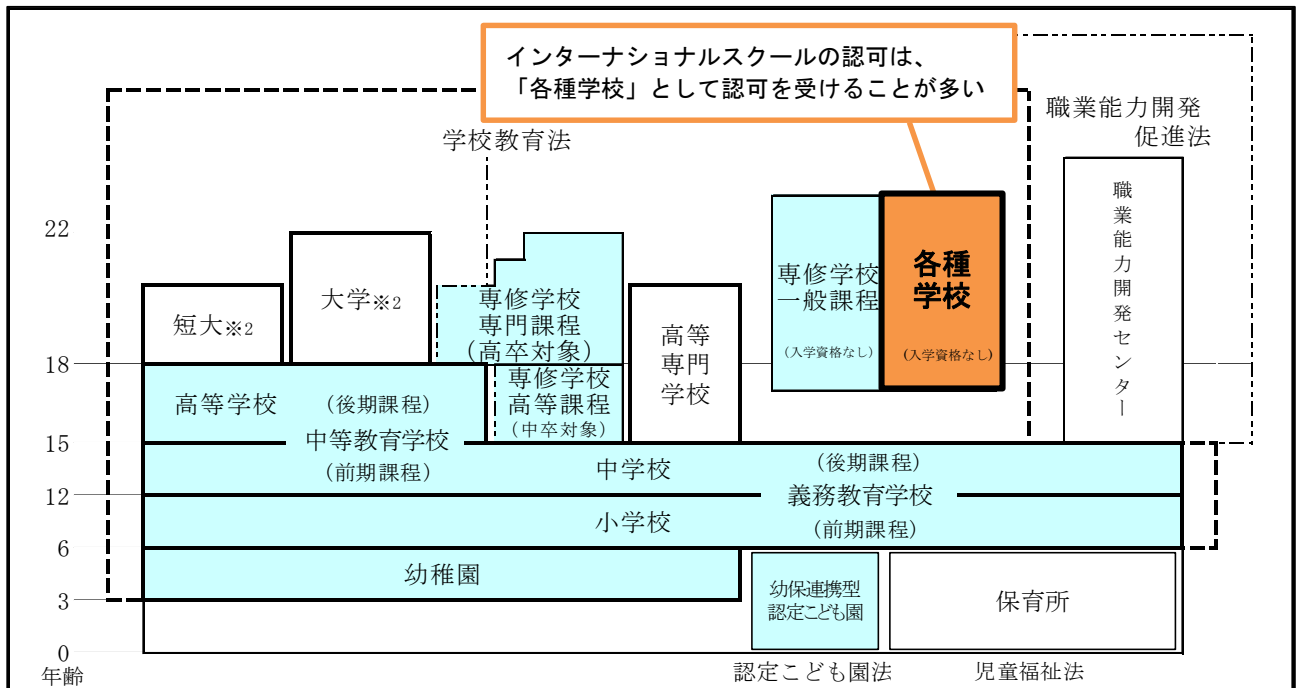 インターナショナルスクールの認可は、
「各種学校」として認可を受けることが多い
職業能力開発
促進法
学校教育法
22
短大※2
大学※2
専修学校
専門課程
(高卒対象)
高等
専門
学校
専修学校
一般課程
(入学資格なし)
各種
学校
(入学資格なし)
職業能力開発センター
18
高等学校
(後期課程)
専修学校
高等課程
(中卒対象)
15
中等教育学校
(前期課程)
中学校
(後期課程)
12
義務教育学校
小学校
(前期課程)
6
幼稚園
幼保連携型
認定こども園
保育所
3
0
年齢
認定こども園法
児童福祉法